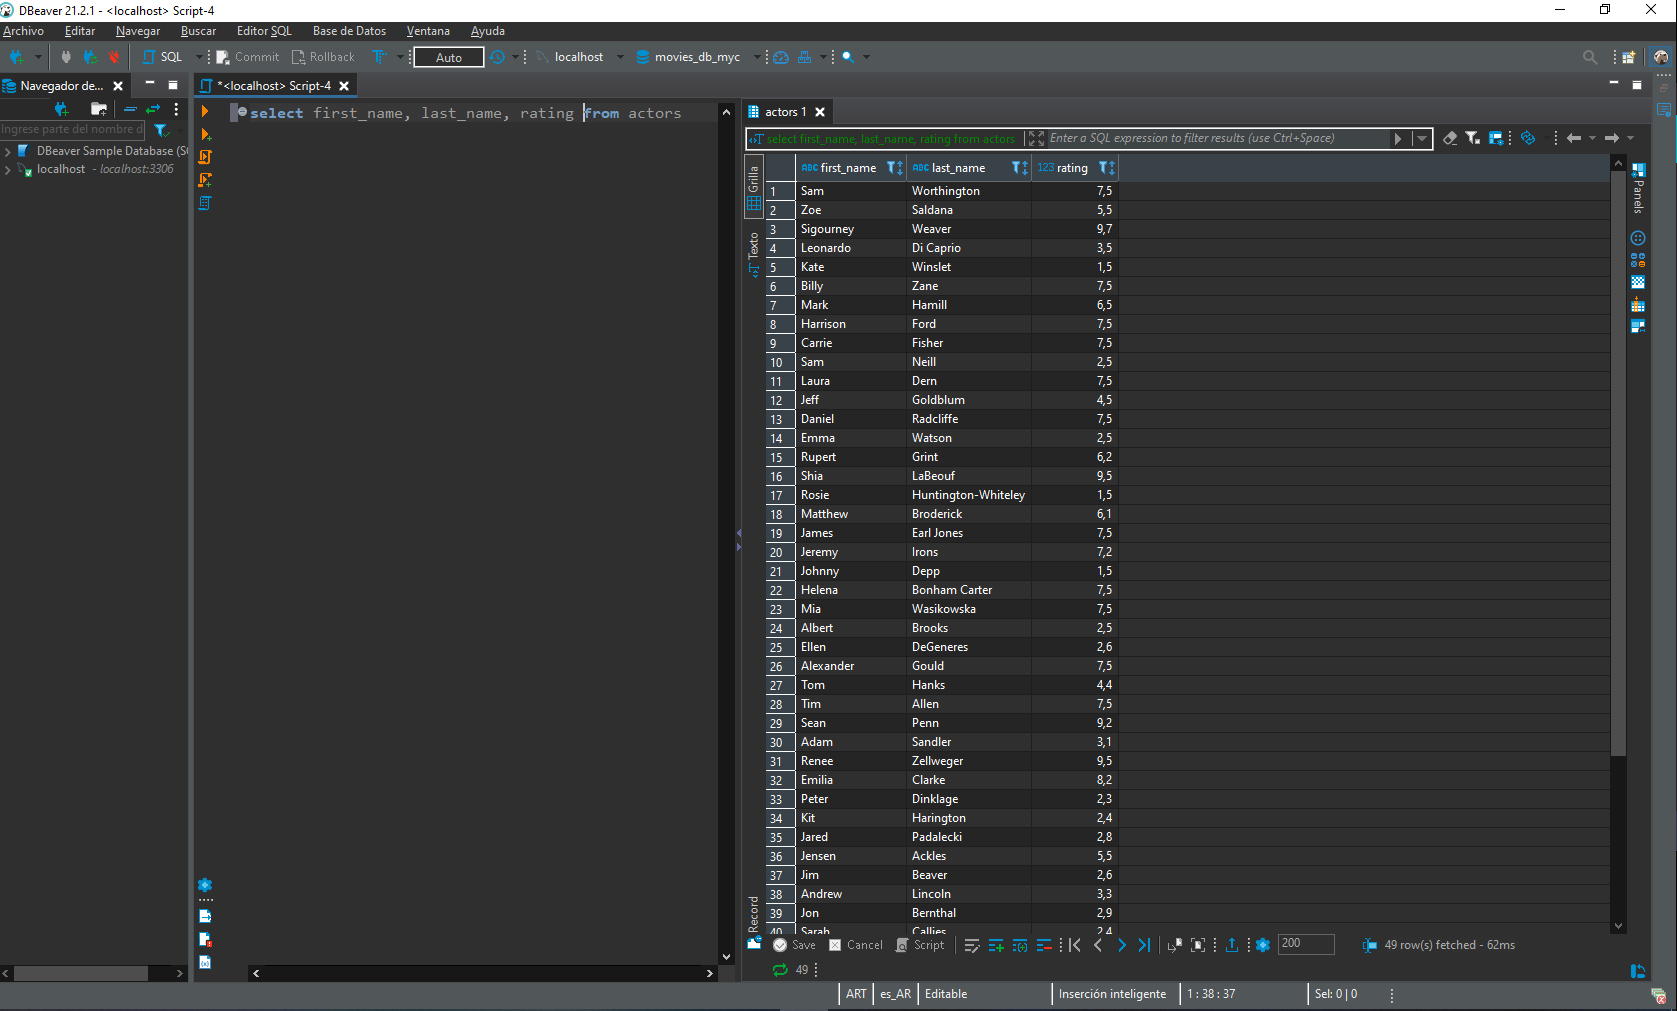 DBeaver 21.2.1 - <localhost> Script-4
Archivo Editar Navegar Buscar Editor SQL Base de Datos Ventana Ayuda
SQL Commit Rollback Auto localhost movies_db_myc
Navegador de...
*<localhost> Script-4
Ingrese parte del nombre d
DBeaver Sample Database (SC
localhost - localhost:3306
select first_name, last_name, rating from actors
actors 1
select first_name, last_name, rating from actors
Enter a SQL expression to filter results (use Ctrl+Space)
Grilla
Texto
Record
Panels
ABC first_name ABC last_name 123 rating
1 Sam Worthington 7,5
2 Zoe Saldana 5,5
3 Sigourney Weaver 9,7
4 Leonardo Di Caprio 3,5
5 Kate Winslet 1,5
6 Billy Zane 7,5
7 Mark Hamill 6,5
8 Harrison Ford 7,5
9 Carrie Fisher 7,5
10 Sam Neill 2,5
11 Laura Dern 7,5
12 Jeff Goldblum 4,5
13 Daniel Radcliffe 7,5
14 Emma Watson 2,5
15 Rupert Grint 6,2
16 Shia LaBeouf 9,5
17 Rosie Huntington-Whiteley 1,5
18 Matthew Broderick 6,1
19 James Earl Jones 7,5
20 Jeremy Irons 7,2
21 Johnny Depp 1,5
22 Helena Bonham Carter 7,5
23 Mia Wasikowska 7,5
24 Albert Brooks 2,5
25 Ellen DeGeneres 2,6
26 Alexander Gould 7,5
27 Tom Hanks 4,4
28 Tim Allen 7,5
29 Sean Penn 9,2
30 Adam Sandler 3,1
31 Renee Zellweger 9,5
32 Emilia Clarke 8,2
33 Peter Dinklage 2,3
34 Kit Harington 2,4
35 Jared Padalecki 2,8
36 Jensen Ackles 5,5
37 Jim Beaver 2,6
38 Andrew Lincoln 3,3
39 Jon Bernthal 2,9
40 Sarah Callies 2,4
Save Cancel Script 200 49 row(s) fetched - 62ms
49
ART es_AR Editable Inserción inteligente 1 : 38 : 37 Sel: 0 | 0